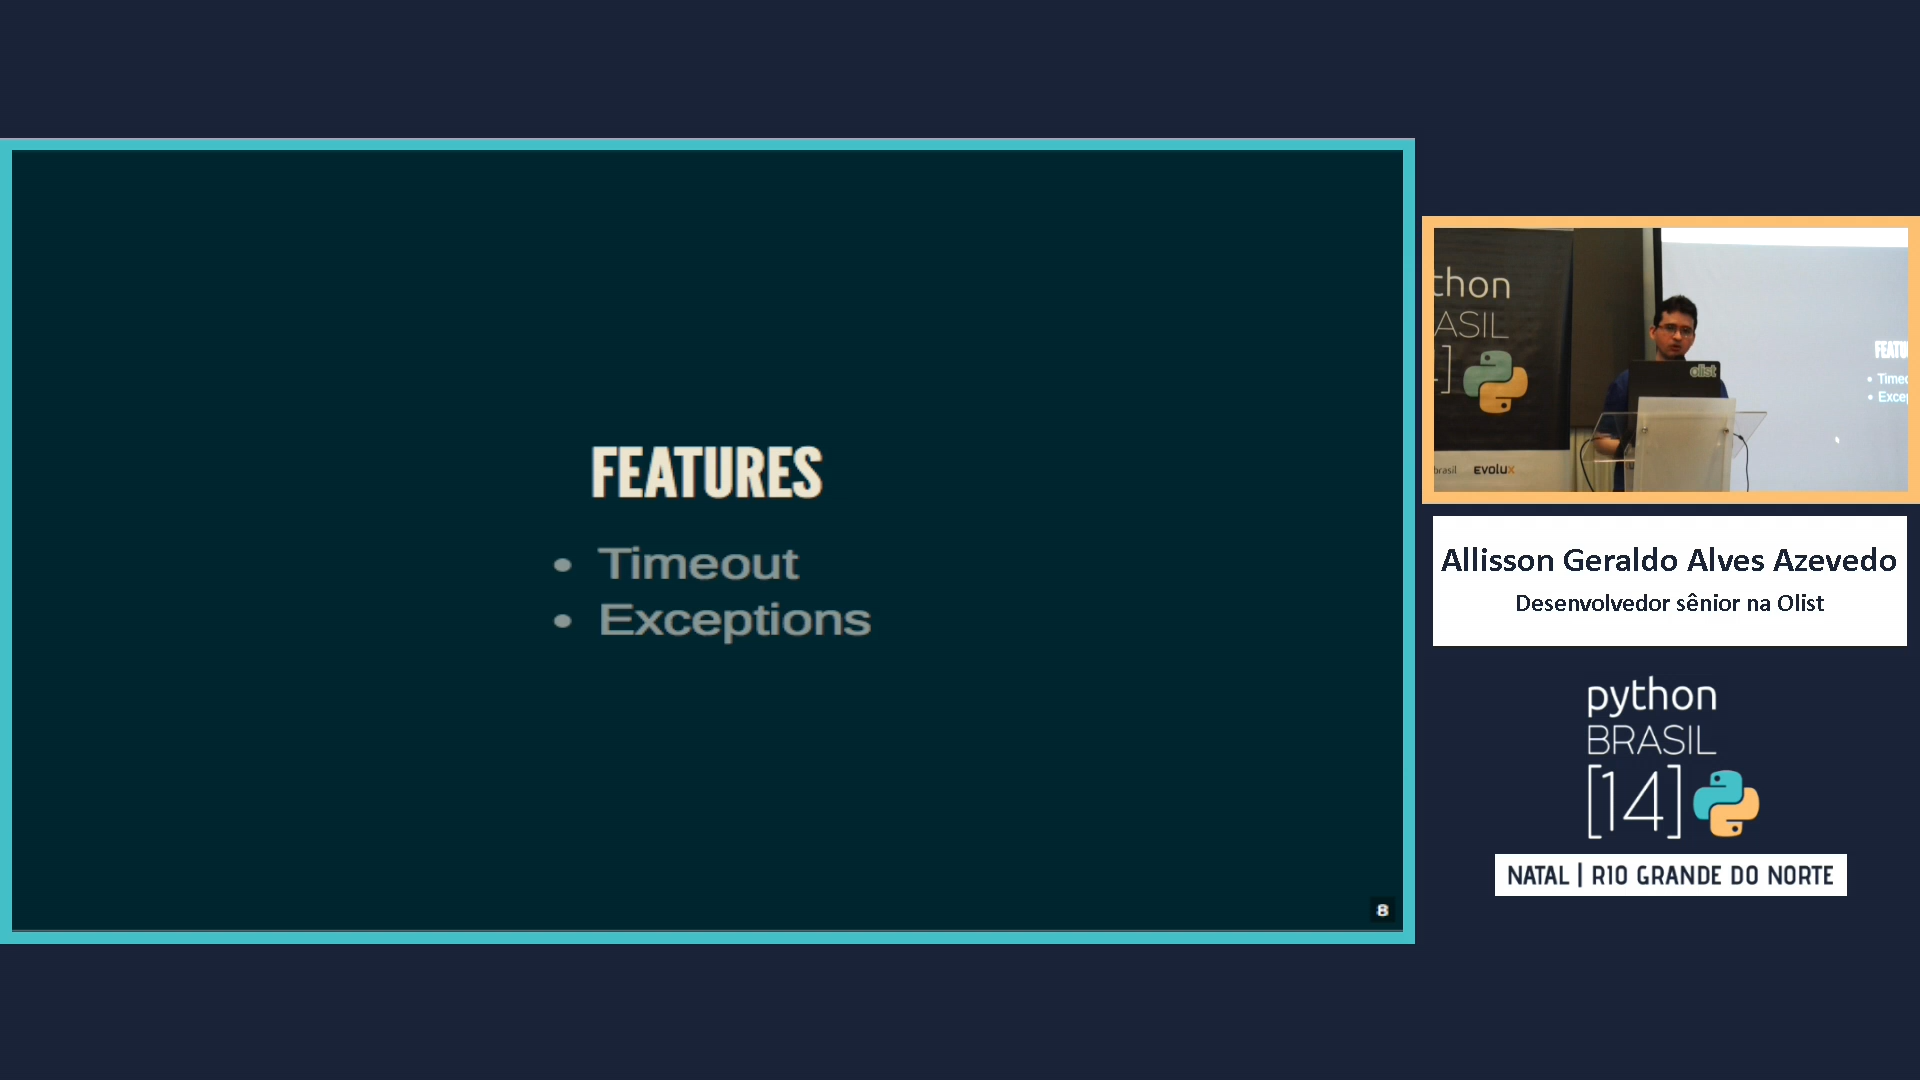 FEATURES
• Timeout
• Exceptions
8
thon
ASIL
olist
FEATU
• Timeo
• Excep
brasil
EVOLUX
Allisson Geraldo Alves Azevedo
Desenvolvedor sênior na Olist
python
BRASIL
[14]
NATAL | RIO GRANDE DO NORTE